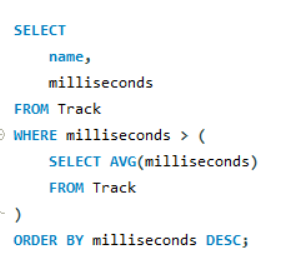 SELECT
    name,
    milliseconds
FROM Track
WHERE milliseconds > (
    SELECT AVG(milliseconds)
    FROM Track
)
ORDER BY milliseconds DESC;